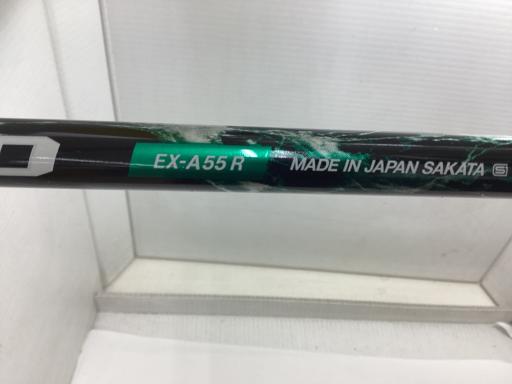 EX-A55 R MADE IN JAPAN SAKATA S